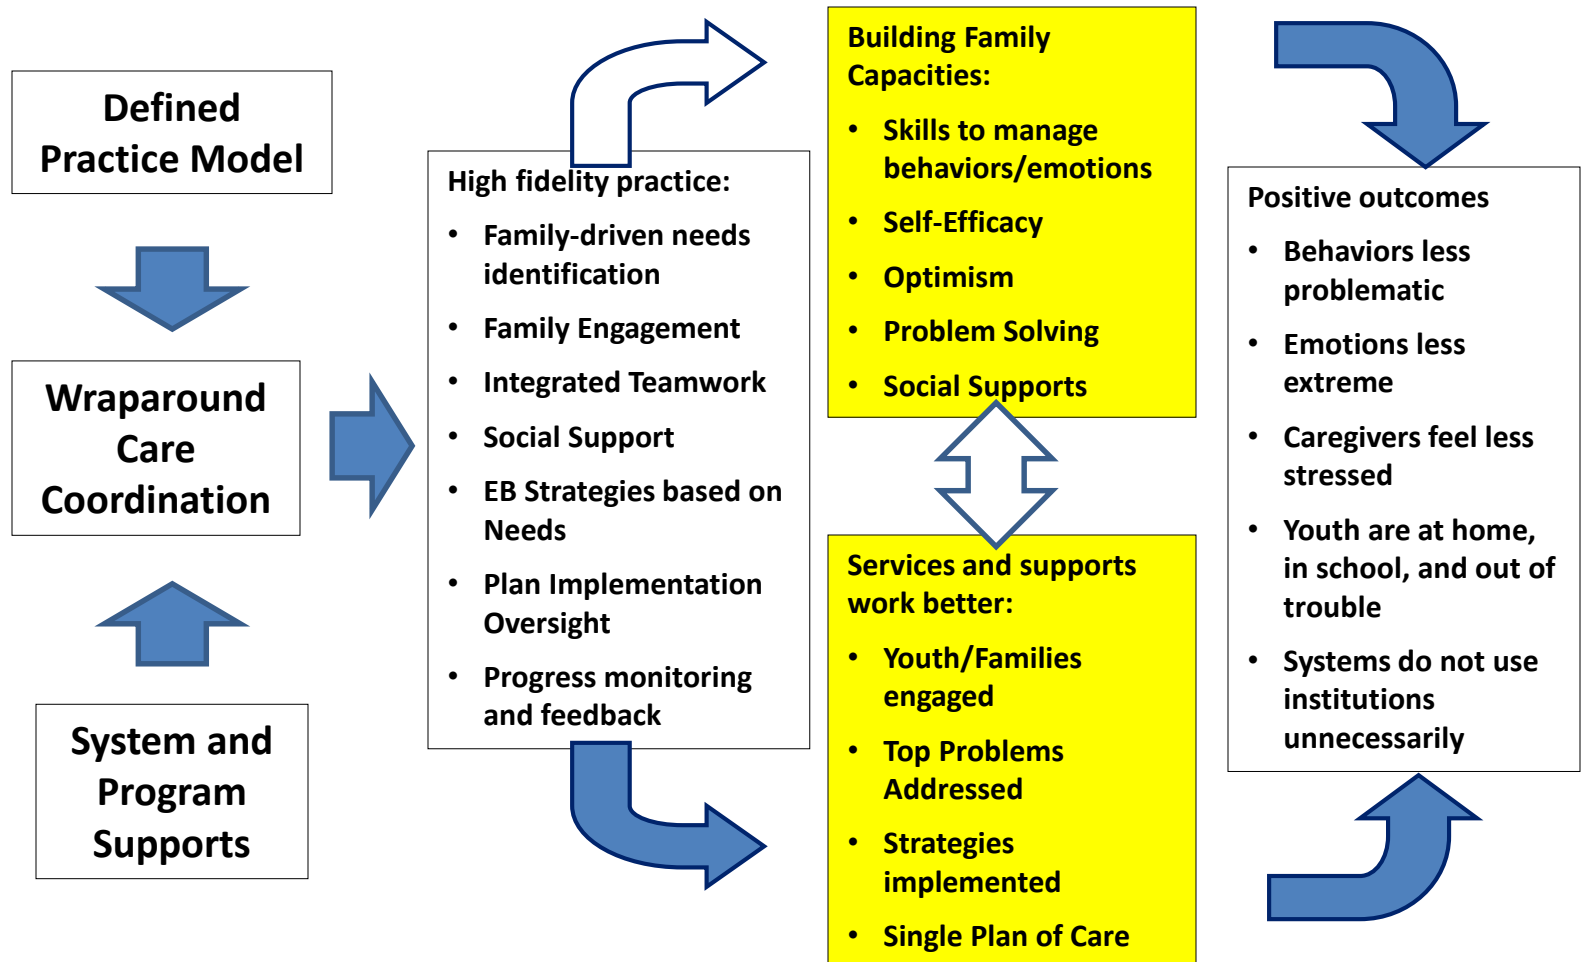 Defined
Practice Model
Wraparound
Care
Coordination
System and
Program
Supports
High fidelity practice:
• Family-driven needs
identification
• Family Engagement
• Integrated Teamwork
• Social Support
• EB Strategies based on
Needs
• Plan Implementation
Oversight
• Progress monitoring
and feedback
Building Family
Capacities:
• Skills to manage
behaviors/emotions
• Self-Efficacy
• Optimism
• Problem Solving
• Social Supports
Services and supports
work better:
• Youth/Families
engaged
• Top Problems
Addressed
• Strategies
implemented
• Single Plan of Care
Positive outcomes
• Behaviors less
problematic
• Emotions less
extreme
• Caregivers feel less
stressed
• Youth are at home,
in school, and out of
trouble
• Systems do not use
institutions
unnecessarily